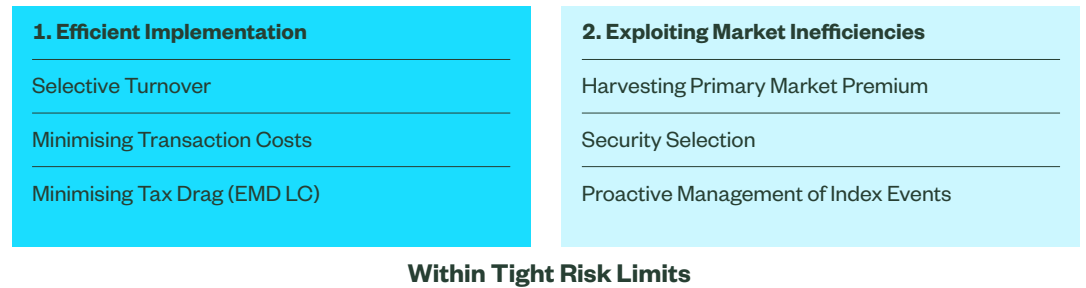 1. Efficient Implementation
Selective Turnover
Minimising Transaction Costs
Minimising Tax Drag (EMD LC)
2. Exploiting Market Inefficiencies
Harvesting Primary Market Premium
Security Selection
Proactive Management of Index Events
Within Tight Risk Limits